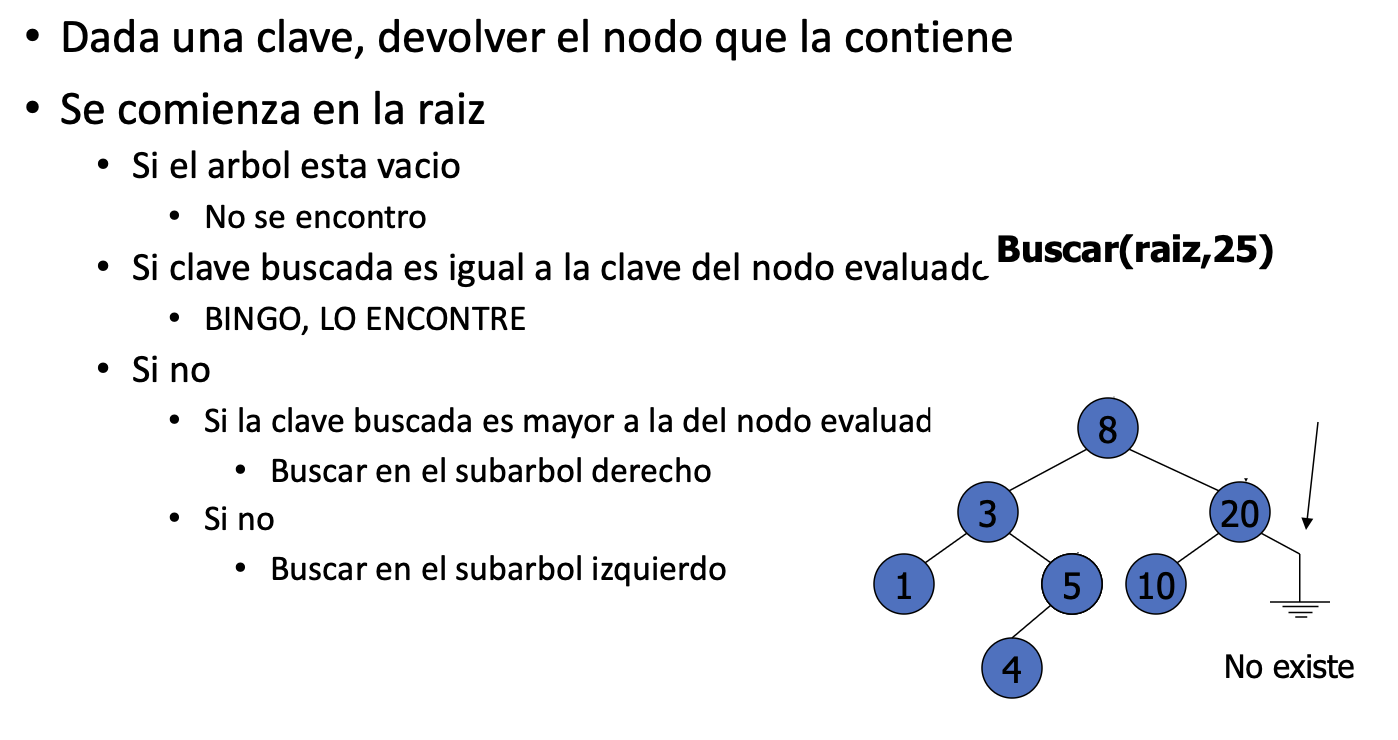 • Dada una clave, devolver el nodo que la contiene
• Se comienza en la raiz
• Si el arbol esta vacio
• No se encontro
• Si clave buscada es igual a la clave del nodo evaluado
Buscar(raiz,25)
• BINGO, LO ENCONTRE
• Si no
• Si la clave buscada es mayor a la del nodo evaluad
• Buscar en el subarbol derecho
• Si no
• Buscar en el subarbol izquierdo
8
3
20
1
5
10
4
No existe